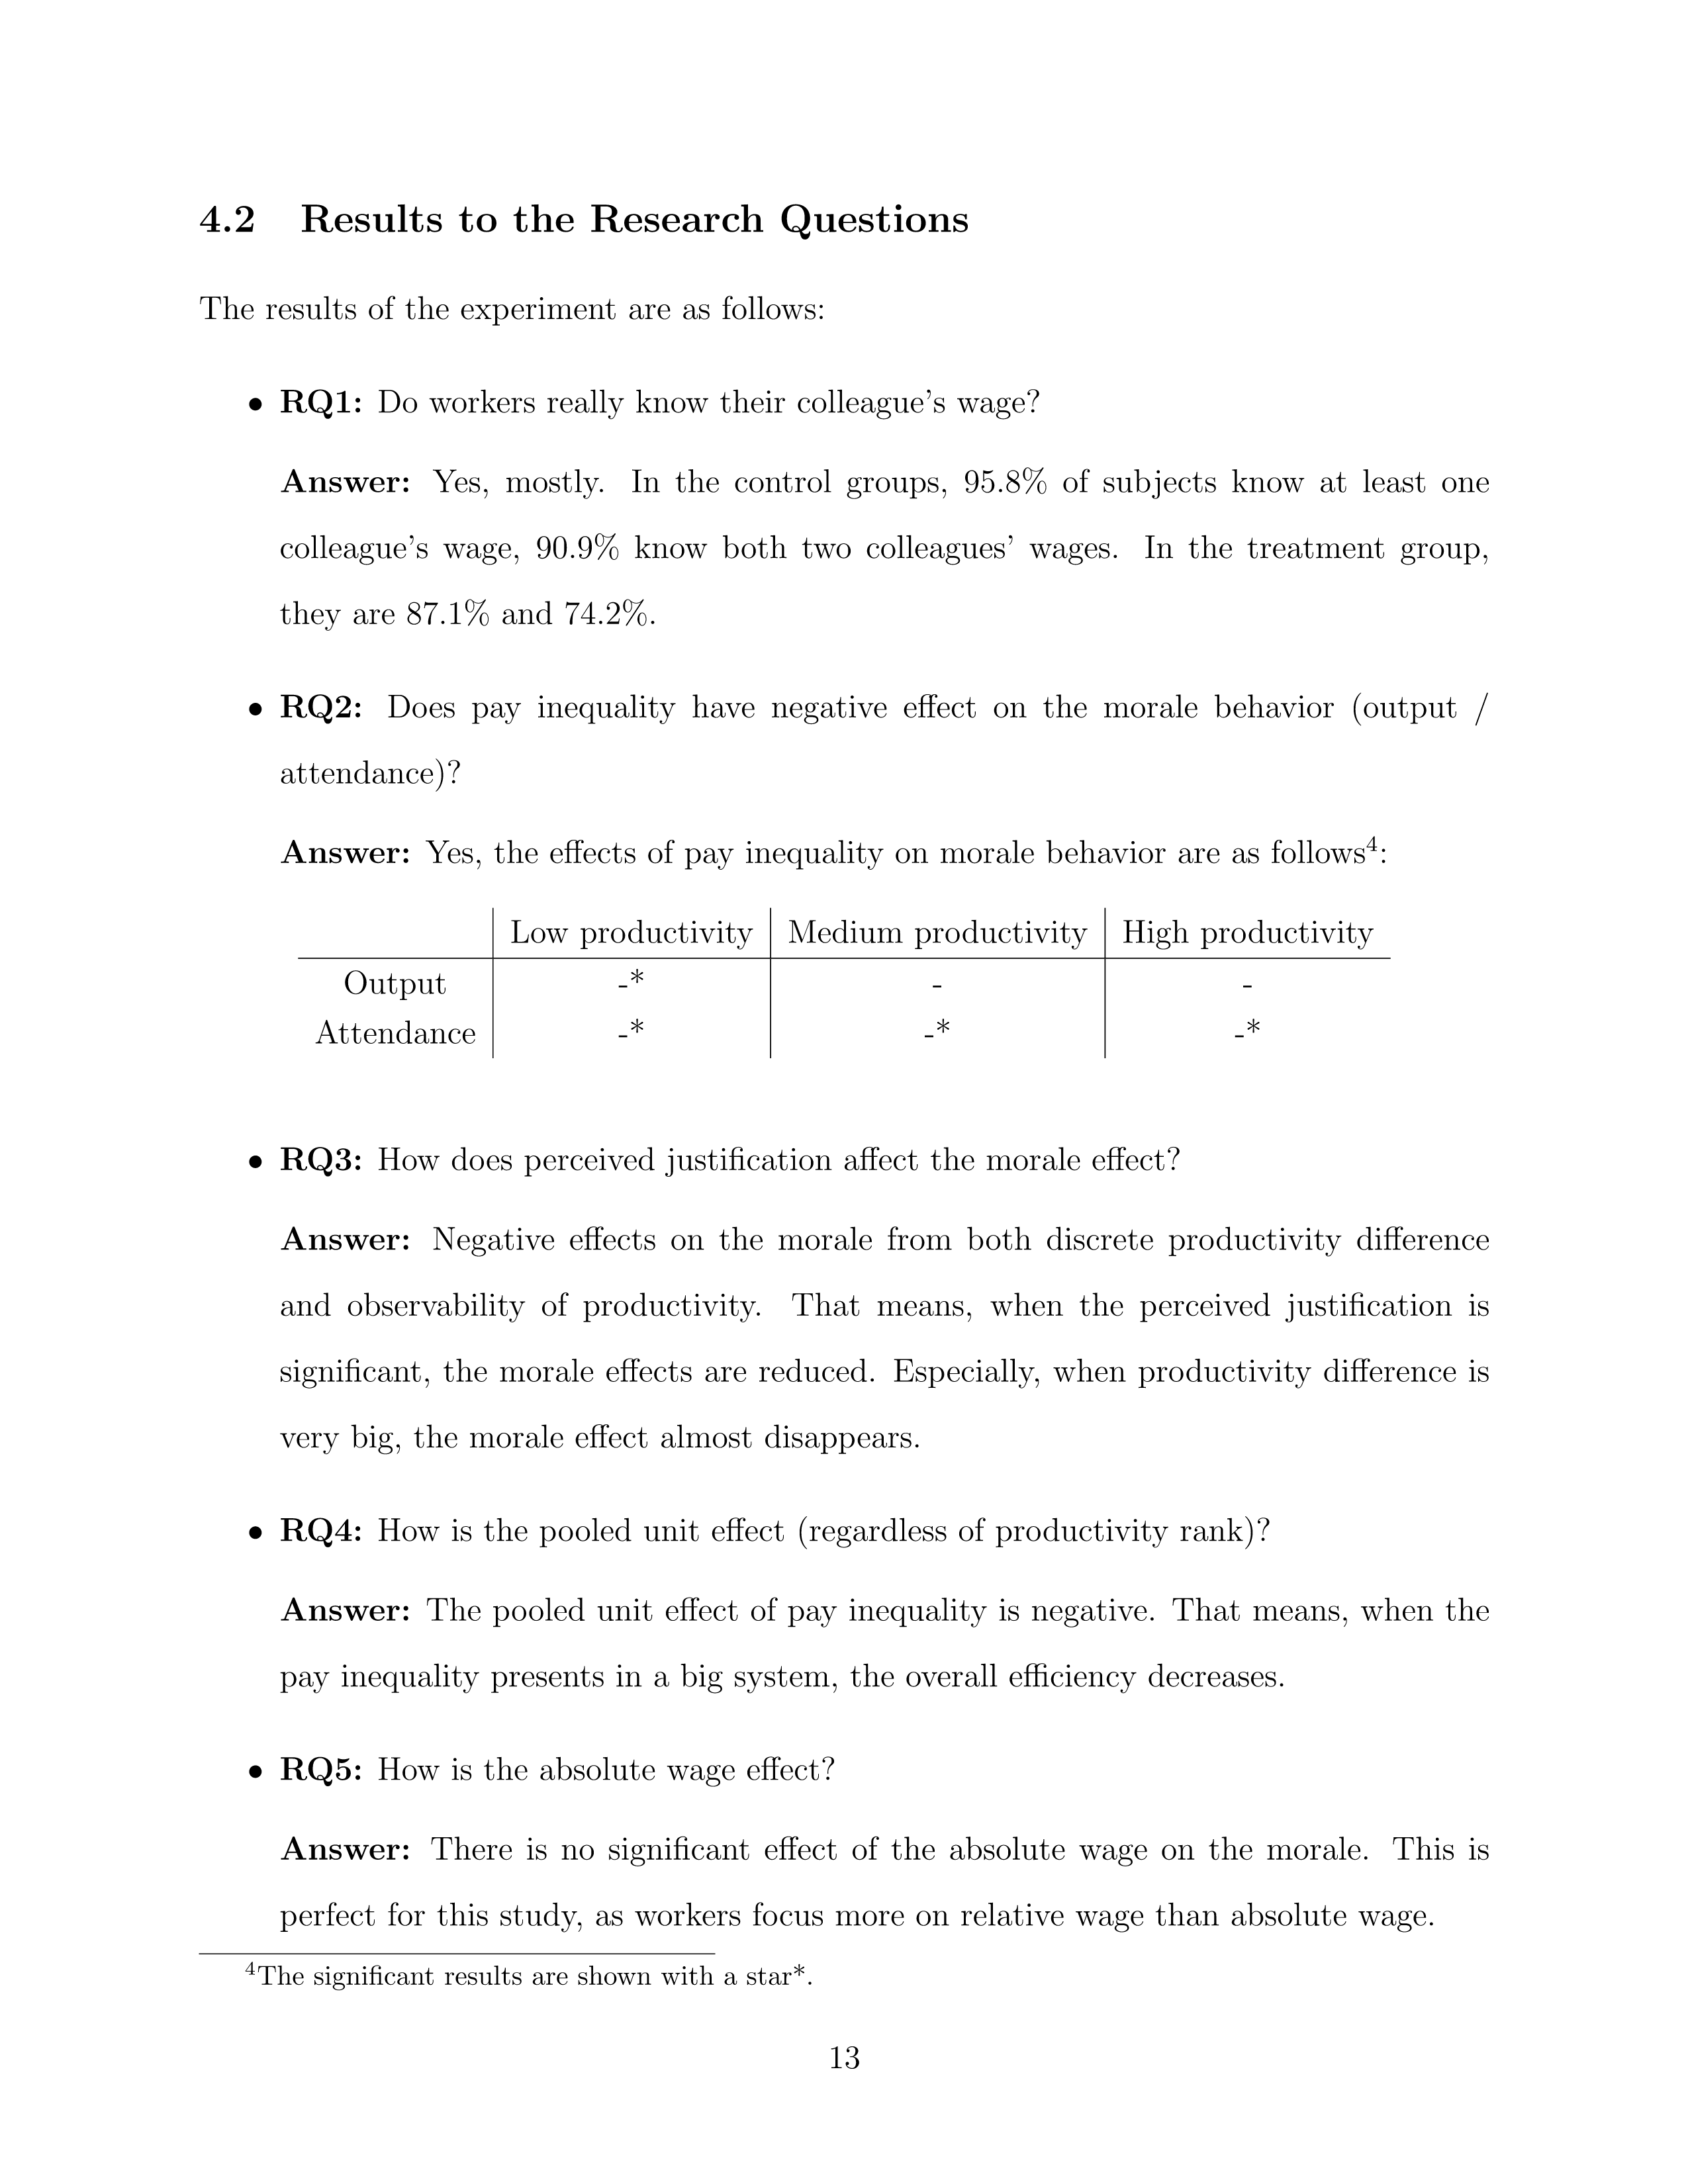 4.2 Results to the Research Questions
The results of the experiment are as follows:
• RQ1: Do workers really know their colleague's wage?
Answer: Yes, mostly. In the control groups, 95.8% of subjects know at least one
colleague's wage, 90.9% know both two colleagues' wages. In the treatment group,
they are 87.1% and 74.2%.
• RQ2: Does pay inequality have negative effect on the morale behavior (output /
attendance)?
Answer: Yes, the effects of pay inequality on morale behavior are as follows⁴:
Low productivity Medium productivity High productivity
Output -* - -
Attendance -* -* -*
• RQ3: How does perceived justification affect the morale effect?
Answer: Negative effects on the morale from both discrete productivity difference
and observability of productivity. That means, when the perceived justification is
significant, the morale effects are reduced. Especially, when productivity difference is
very big, the morale effect almost disappears.
• RQ4: How is the pooled unit effect (regardless of productivity rank)?
Answer: The pooled unit effect of pay inequality is negative. That means, when the
pay inequality presents in a big system, the overall efficiency decreases.
• RQ5: How is the absolute wage effect?
Answer: There is no significant effect of the absolute wage on the morale. This is
perfect for this study, as workers focus more on relative wage than absolute wage.
⁴The significant results are shown with a star*.
13